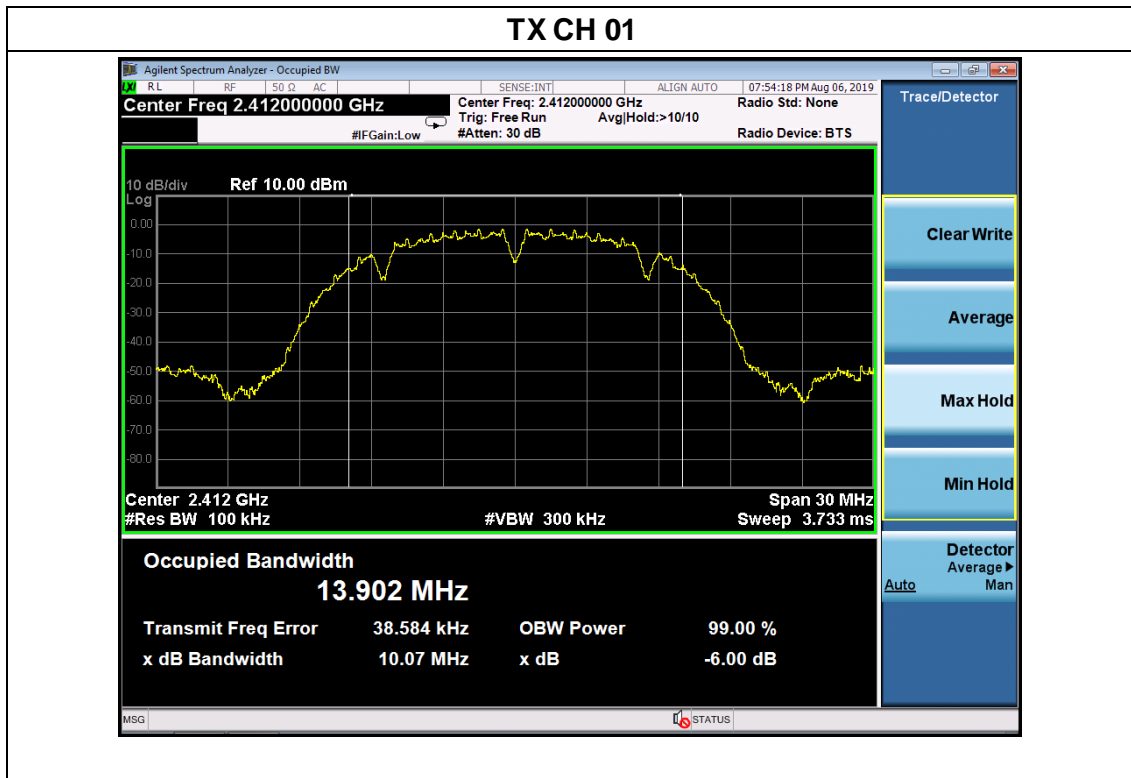 TX CH 01
Agilent Spectrum Analyzer - Occupied BW
LXI RL RF 50 Ω AC SENSE:INT ALIGN AUTO 07:54:18 PM Aug 06, 2019
Center Freq 2.412000000 GHz
#IFGain:Low
Center Freq: 2.412000000 GHz
Trig: Free Run Avg|Hold:>10/10
#Atten: 30 dB
Radio Std: None
Radio Device: BTS
Trace/Detector
10 dB/div Ref 10.00 dBm
Log
0.00
-10.0
-20.0
-30.0
-40.0
-50.0
-60.0
-70.0
-80.0
Center 2.412 GHz Span 30 MHz
#Res BW 100 kHz #VBW 300 kHz Sweep 3.733 ms
Occupied Bandwidth
13.902 MHz
Transmit Freq Error 38.584 kHz OBW Power 99.00 %
x dB Bandwidth 10.07 MHz x dB -6.00 dB
Clear Write
Average
Max Hold
Min Hold
Detector
Average
Auto Man
MSG STATUS